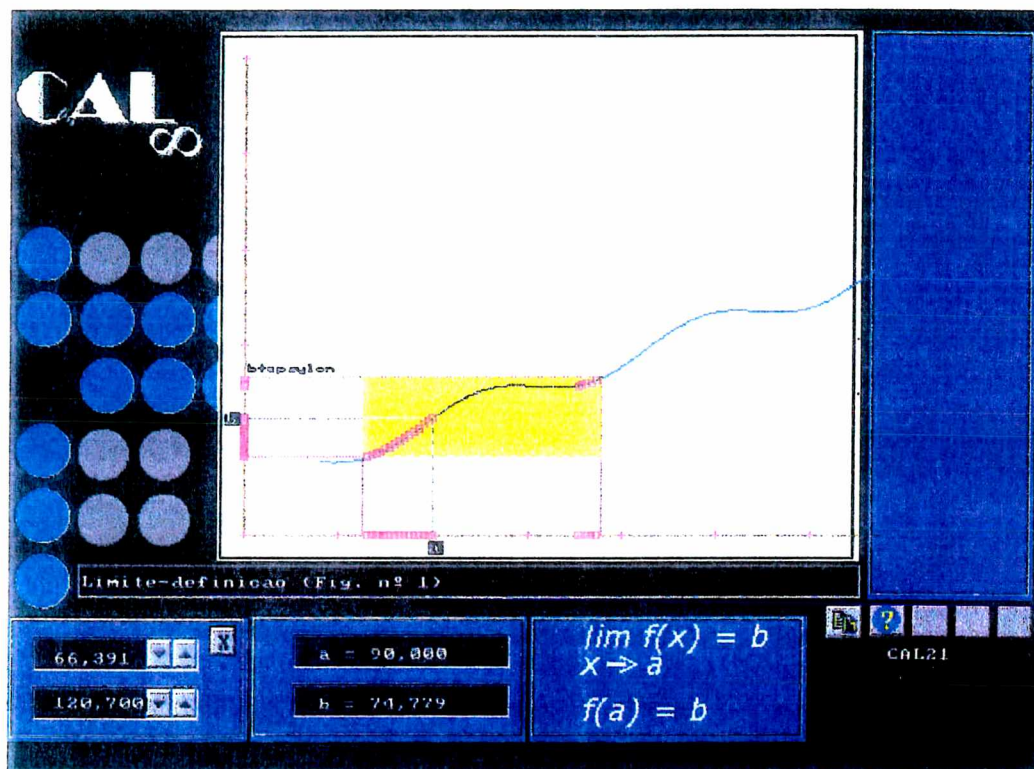 CAL
∞
b+epsylon
b
a
Limite-definicao (Fig. nº 1)
66,391
120,700
X
a = 90,000
b = 74,779
lim f(x) = b
x → a
f(a) = b
?
CAL21